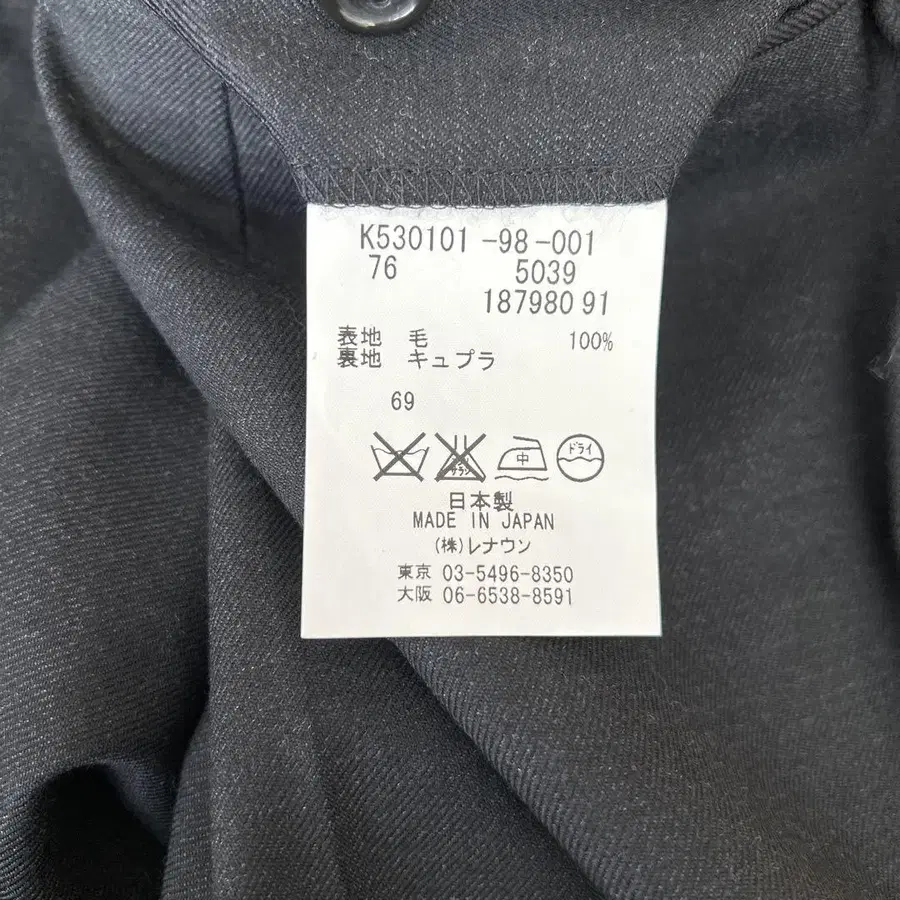 K530101-98-001
76 5039
187980 91
表地 毛 100%
裏地 キュプラ
69
中 ドライ
日本製
MADE IN JAPAN
(株)レナウン
東京 03-5496-8350
大阪 06-6538-8591